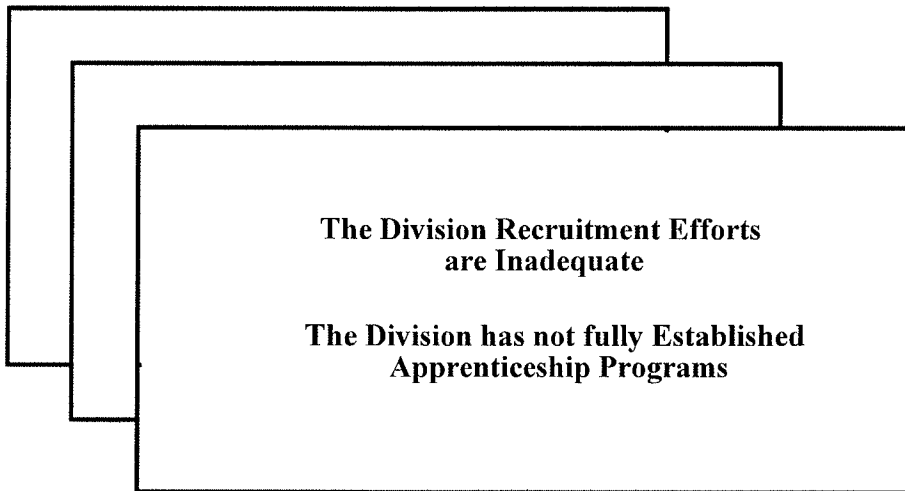 The Division Recruitment Efforts
are Inadequate
The Division has not fully Established
Apprenticeship Programs